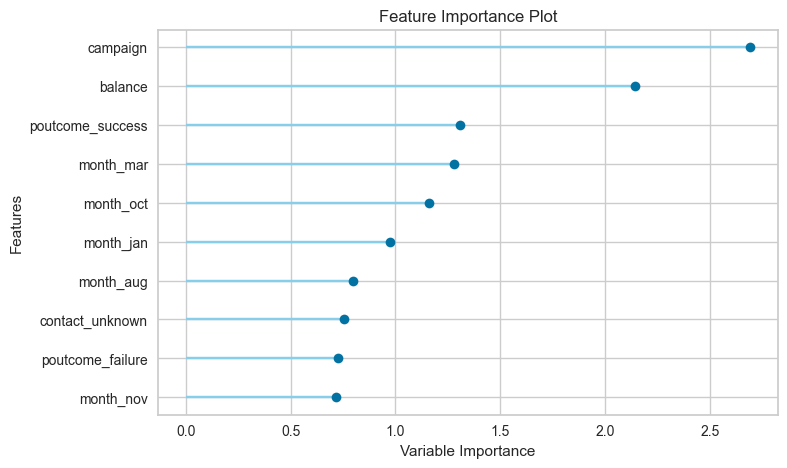 Feature Importance Plot
campaign
balance
poutcome_success
month_mar
month_oct
month_jan
month_aug
contact_unknown
poutcome_failure
month_nov
Features
0.0 0.5 1.0 1.5 2.0 2.5
Variable Importance